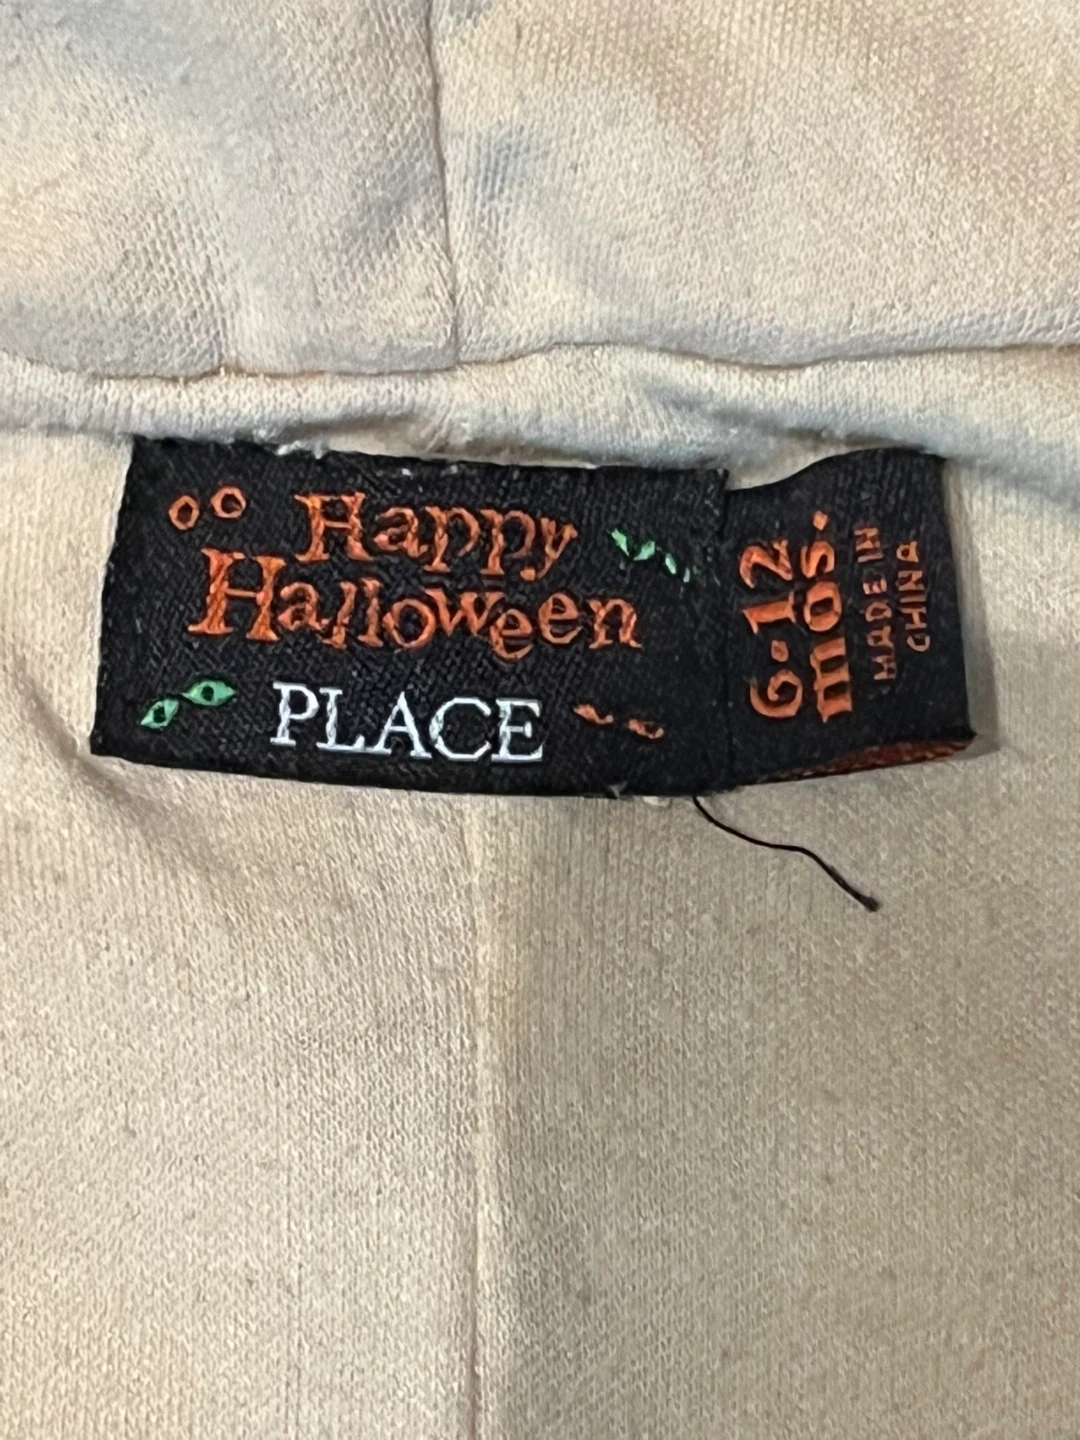 Happy
Halloween
PLACE
6-12
mos.
MADE IN
CHINA